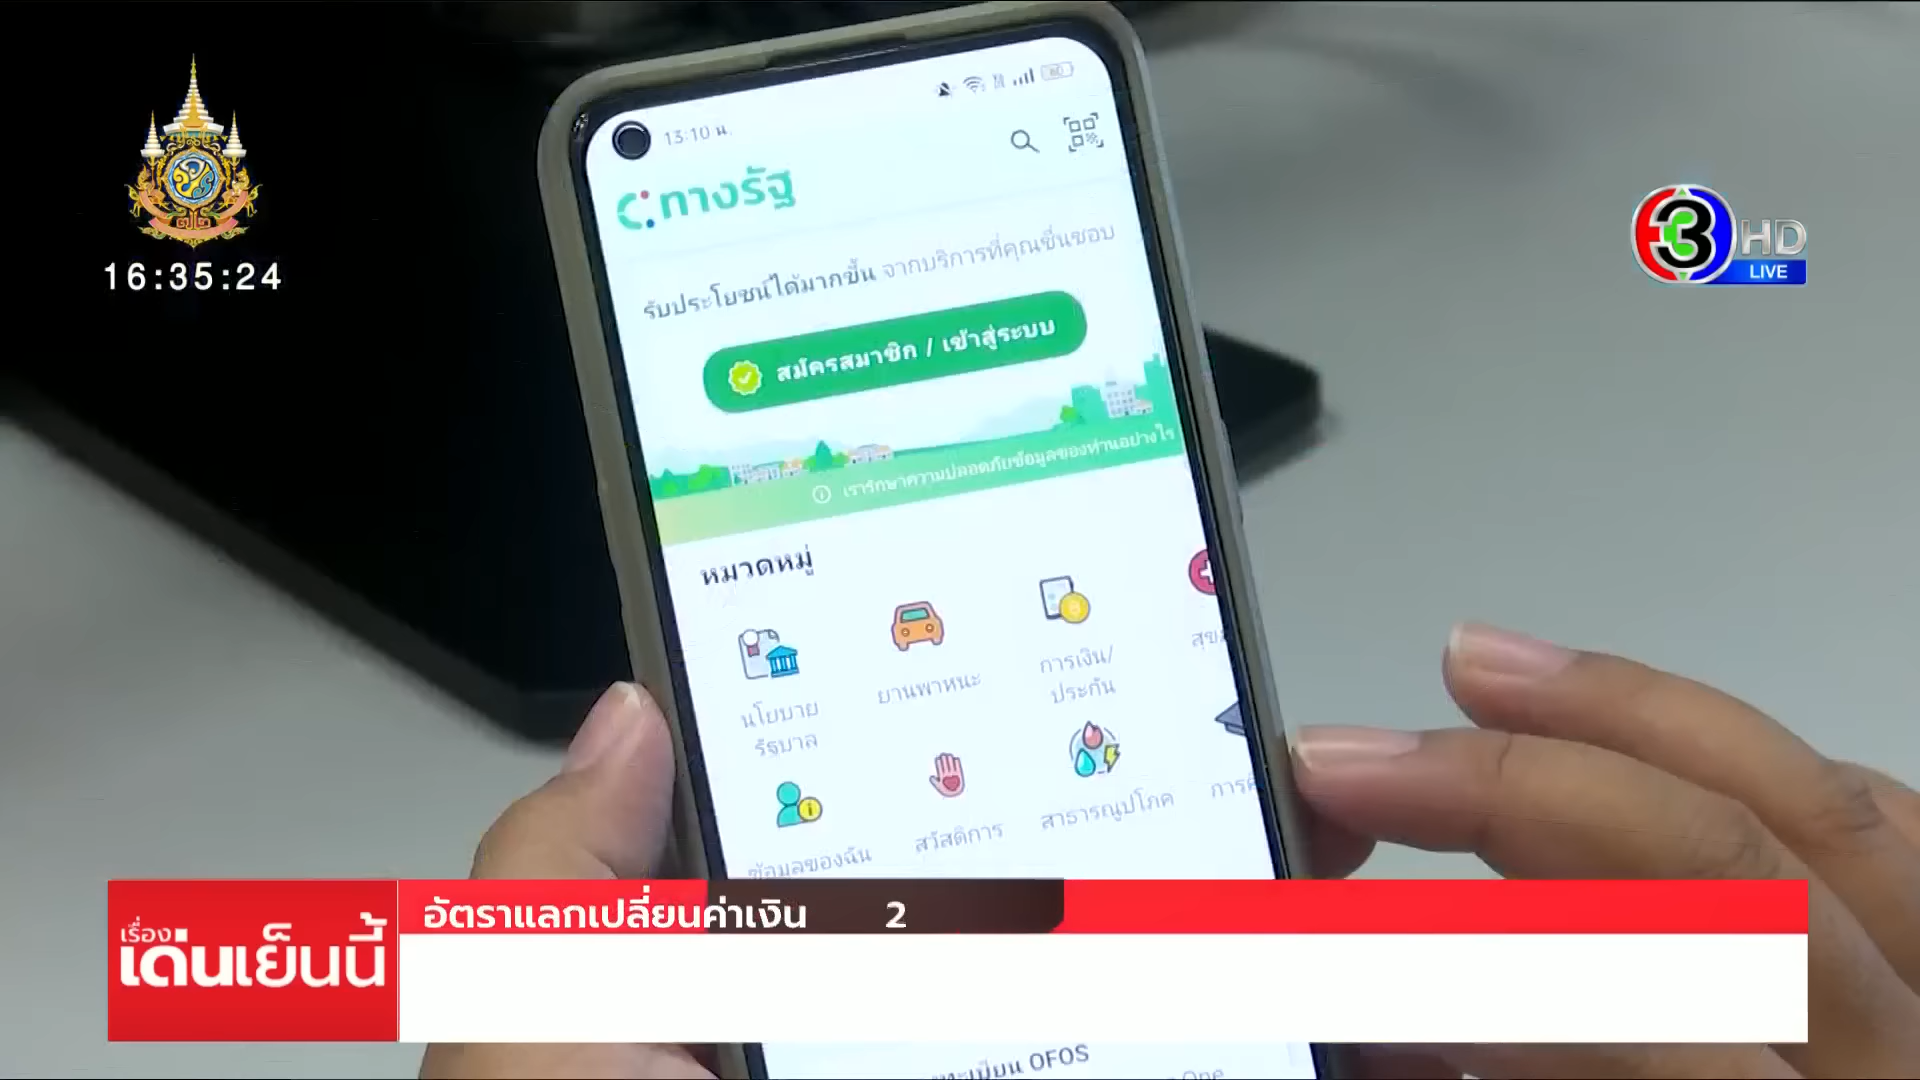 16:35:24
3 HD
LIVE
13:10 น.
ทางรัฐ
รับประโยชน์ได้มากขึ้น จากบริการที่คุณชื่นชอบ
สมัครสมาชิก / เข้าสู่ระบบ
เรารักษาความปลอดภัยข้อมูลของท่านอย่างไร
หมวดหมู่
นโยบาย
รัฐบาล
ยานพาหนะ
การเงิน/
ประกัน
ข้อมูลของฉัน
สวัสดิการ
สาธารณูปโภค
เรื่อง
เด่นเย็นนี้
อัตราแลกเปลี่ยนค่าเงิน 2
OFOS
One